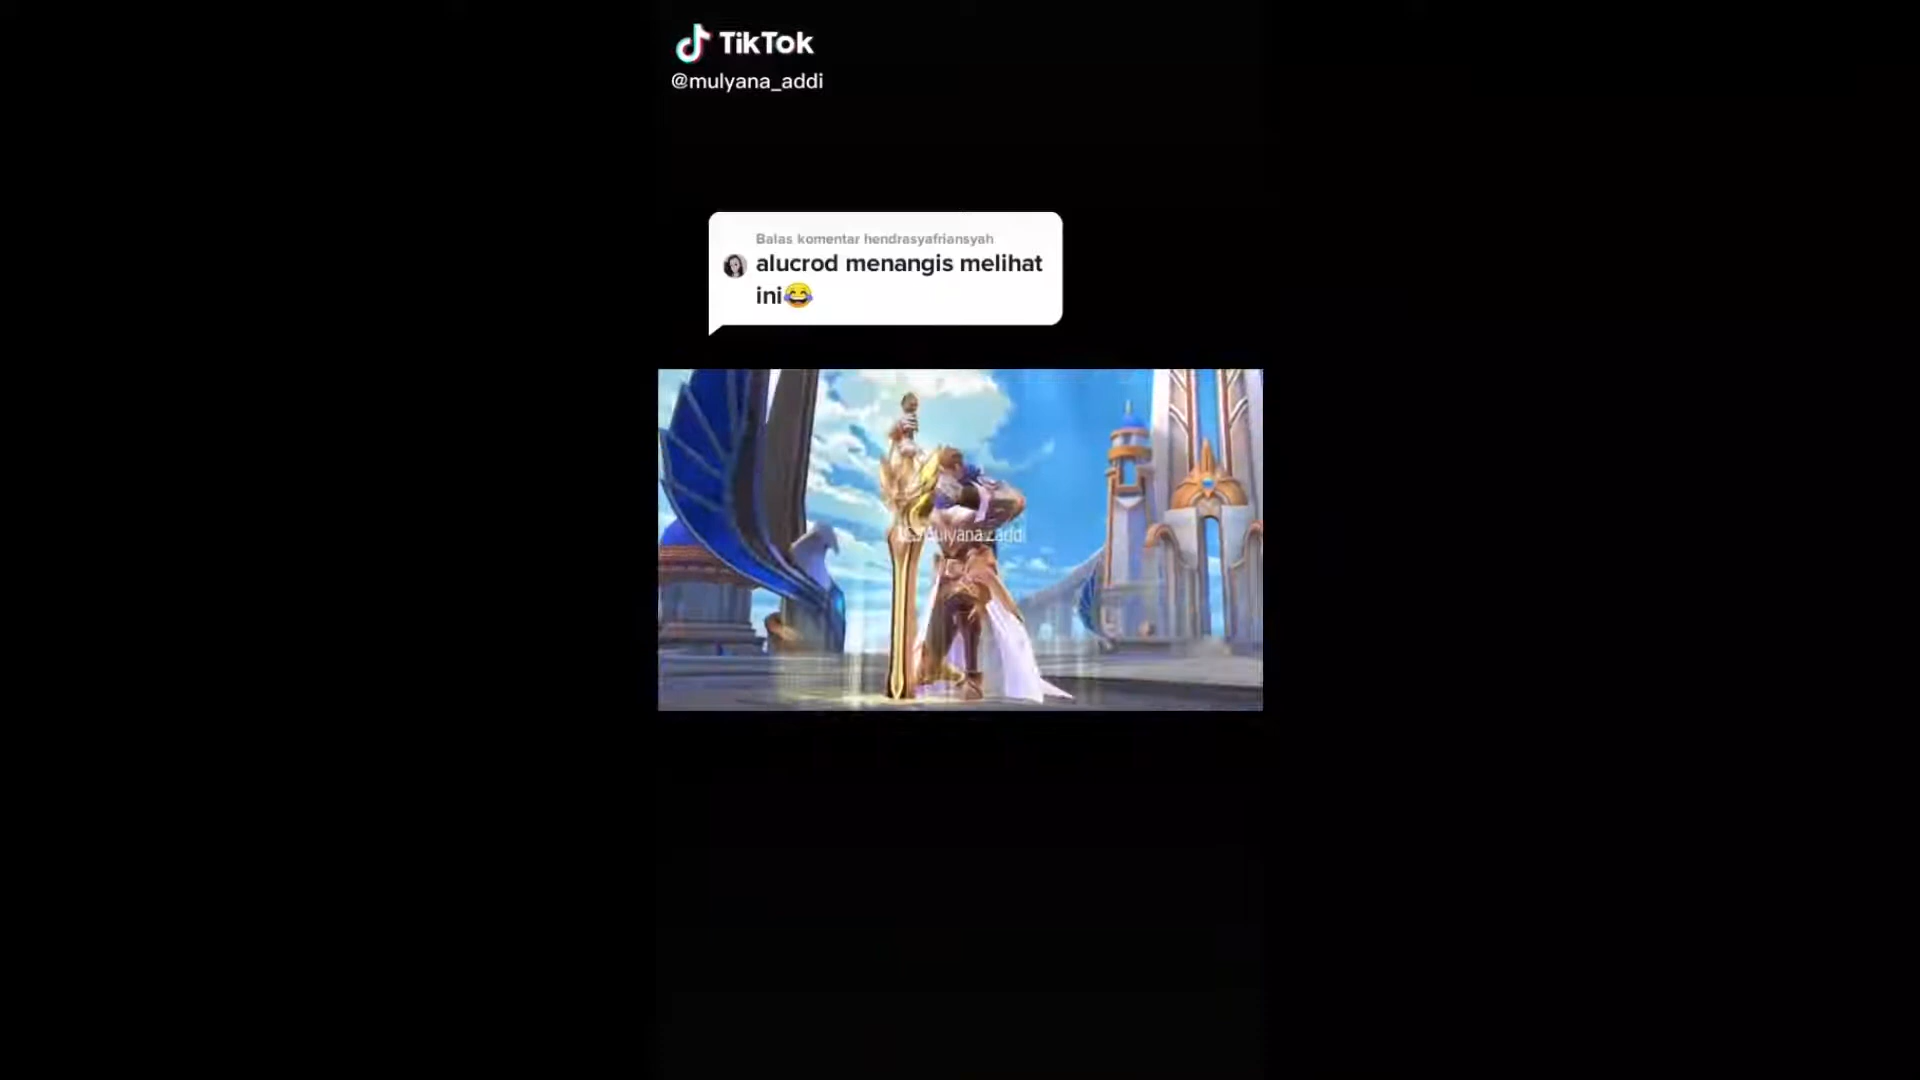 TikTok
@mulyana_addi
Balas komentar hendrasyafriansyah
alucrod menangis melihat
ini😂